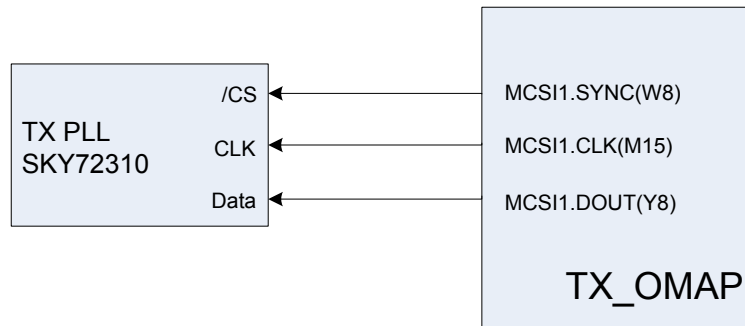 /CS
TX PLL
SKY72310
CLK
Data
MCSI1.SYNC(W8)
MCSI1.CLK(M15)
MCSI1.DOUT(Y8)
TX_OMAP